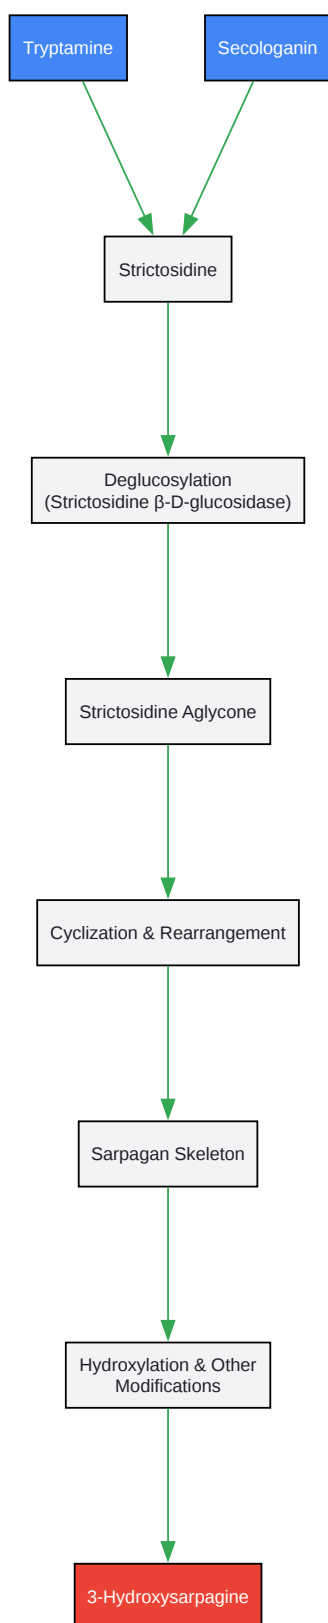 Tryptamine
Secologanin
Strictosidine
Deglucosylation
(Strictosidine β-D-glucosidase)
Strictosidine Aglycone
Cyclization & Rearrangement
Sarpagan Skeleton
Hydroxylation & Other
Modifications
3-Hydroxysarpagine